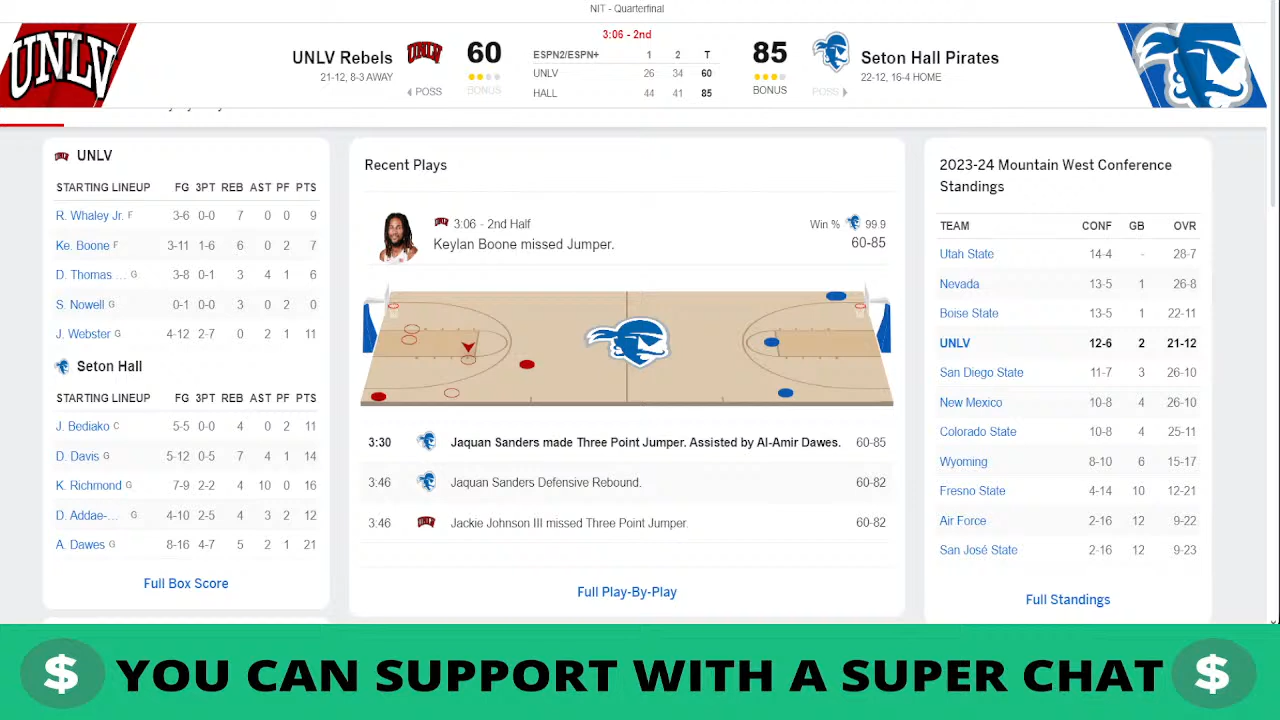 NIT - Quarterfinal
UNLV
UNLV Rebels
21-12, 8-3 AWAY
UNLV
60
BONUS
POSS
3:06 - 2nd
ESPN2/ESPN+ 1 2 T
UNLV 26 34 60
HALL 44 41 85
85
BONUS
POSS
Seton Hall Pirates
22-12, 16-4 HOME
UNLV
STARTING LINEUP FG 3PT REB AST PF PTS
R. Whaley Jr. F 3-6 0-0 7 0 0 9
Ke. Boone F 3-11 1-6 6 0 2 7
D. Thomas ... G 3-8 0-1 3 4 1 6
S. Nowell G 0-1 0-0 3 0 2 0
J. Webster G 4-12 2-7 0 2 1 11
Seton Hall
STARTING LINEUP FG 3PT REB AST PF PTS
J. Bediako C 5-5 0-0 4 0 2 11
D. Davis G 5-12 0-5 7 4 1 14
K. Richmond G 7-9 2-2 4 10 0 16
D. Addae-... G 4-10 2-5 4 3 2 12
A. Dawes G 8-16 4-7 5 2 1 21
Full Box Score
Recent Plays
3:06 - 2nd Half
Keylan Boone missed Jumper.
Win % 99.9
60-85
3:30 Jaquan Sanders made Three Point Jumper. Assisted by Al-Amir Dawes. 60-85
3:46 Jaquan Sanders Defensive Rebound. 60-82
3:46 Jackie Johnson III missed Three Point Jumper. 60-82
Full Play-By-Play
2023-24 Mountain West Conference
Standings
TEAM CONF GB OVR
Utah State 14-4 - 28-7
Nevada 13-5 1 26-8
Boise State 13-5 1 22-11
UNLV 12-6 2 21-12
San Diego State 11-7 3 26-10
New Mexico 10-8 4 26-10
Colorado State 10-8 4 25-11
Wyoming 8-10 6 15-17
Fresno State 4-14 10 12-21
Air Force 2-16 12 9-22
San José State 2-16 12 9-23
Full Standings
$ YOU CAN SUPPORT WITH A SUPER CHAT $